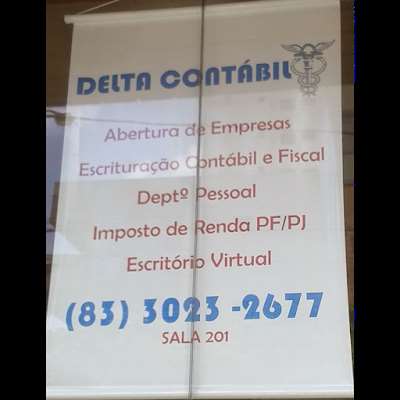 DELTA CONTÁBIL
Abertura de Empresas
Escrituração Contábil e Fiscal
Deptº Pessoal
Imposto de Renda PF/PJ
Escritório Virtual
(83) 3023-2677
SALA 201